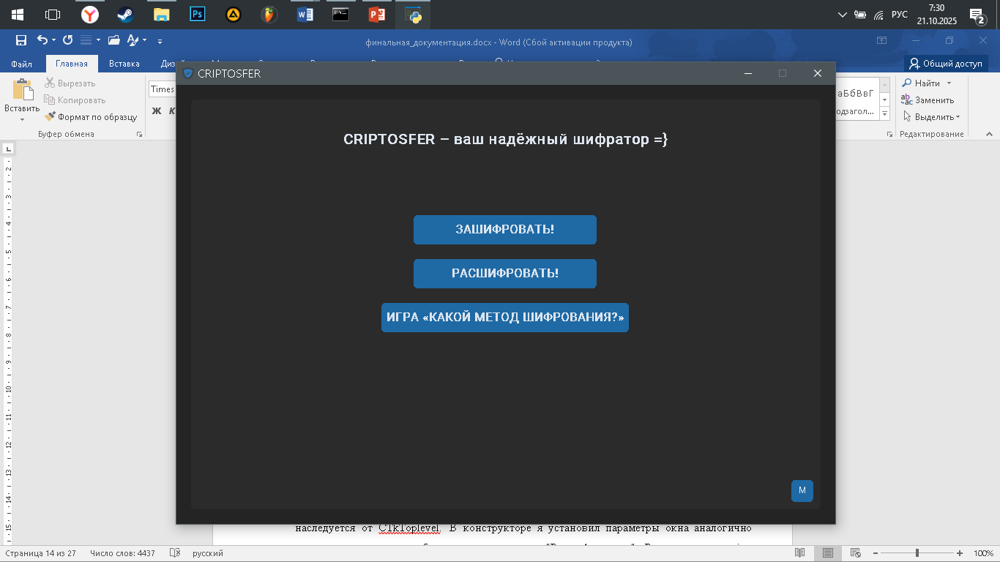 РУС
7:30
21.10.2025
2
финальная_документация.docx - Word (Сбой активации продукта)
Файл
Главная
Вставка
Общий доступ
CRIPTOSFER
Вставить
Вырезать
Копировать
Формат по образцу
Буфер обмена
Times
Ж К
Найти
Заменить
Выделить
Редактирование
CRIPTOSFER – ваш надёжный шифратор =}
ЗАШИФРОВАТЬ!
РАСШИФРОВАТЬ!
ИГРА «КАКОЙ МЕТОД ШИФРОВАНИЯ?»
М
наследуется от CTkToplevel. В конструкторе я установил параметры окна аналогично
Страница 14 из 27 Число слов: 4437 русский 100%